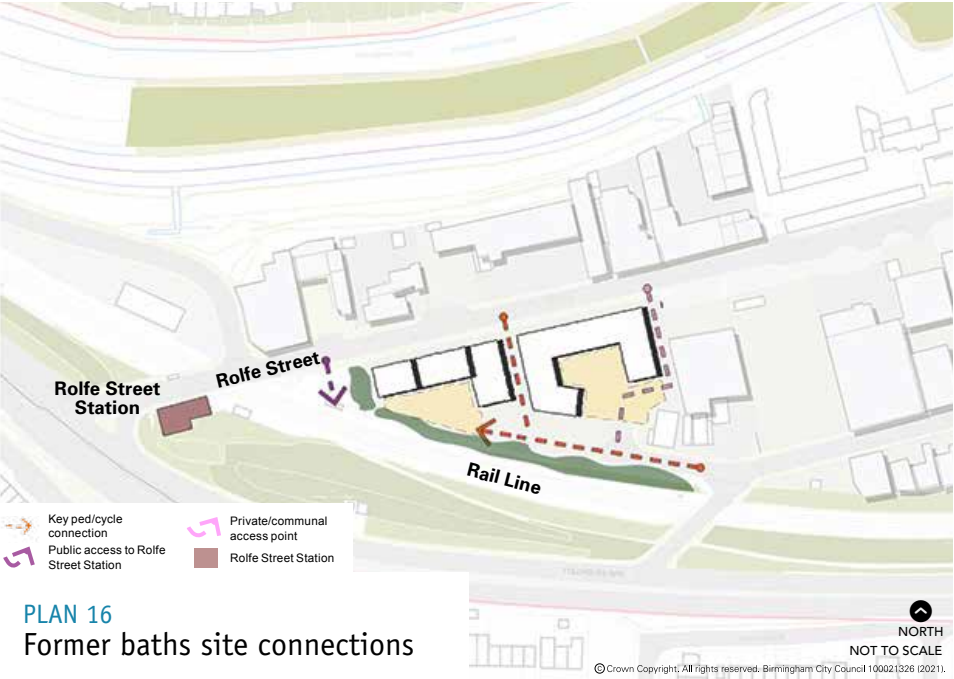 Rolfe Street
Rolfe Street
Station
Rail Line
Key ped/cycle
connection
Public access to Rolfe
Street Station
Private/communal
access point
Rolfe Street Station
PLAN 16
Former baths site connections
NORTH
NOT TO SCALE
© Crown Copyright. All rights reserved. Birmingham City Council 100021326 (2021).